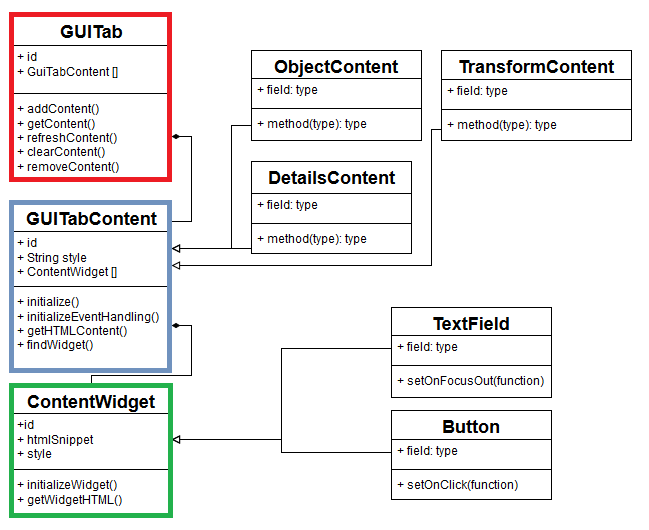 GUITab
+ id
+ GuiTabContent []
+ addContent()
+ getContent()
+ refreshContent()
+ clearContent()
+ removeContent()
ObjectContent
+ field: type
+ method(type): type
TransformContent
+ field: type
+ method(type): type
DetailsContent
+ field: type
+ method(type): type
GUITabContent
+ id
+ String style
+ ContentWidget []
+ initialize()
+ initializeEventHandling()
+ getHTMLContent()
+ findWidget()
TextField
+ field: type
+ setOnFocusOut(function)
ContentWidget
+id
+ htmlSnippet
+ style
+ initializeWidget()
+ getWidgetHTML()
Button
+ field: type
+ setOnClick(function)